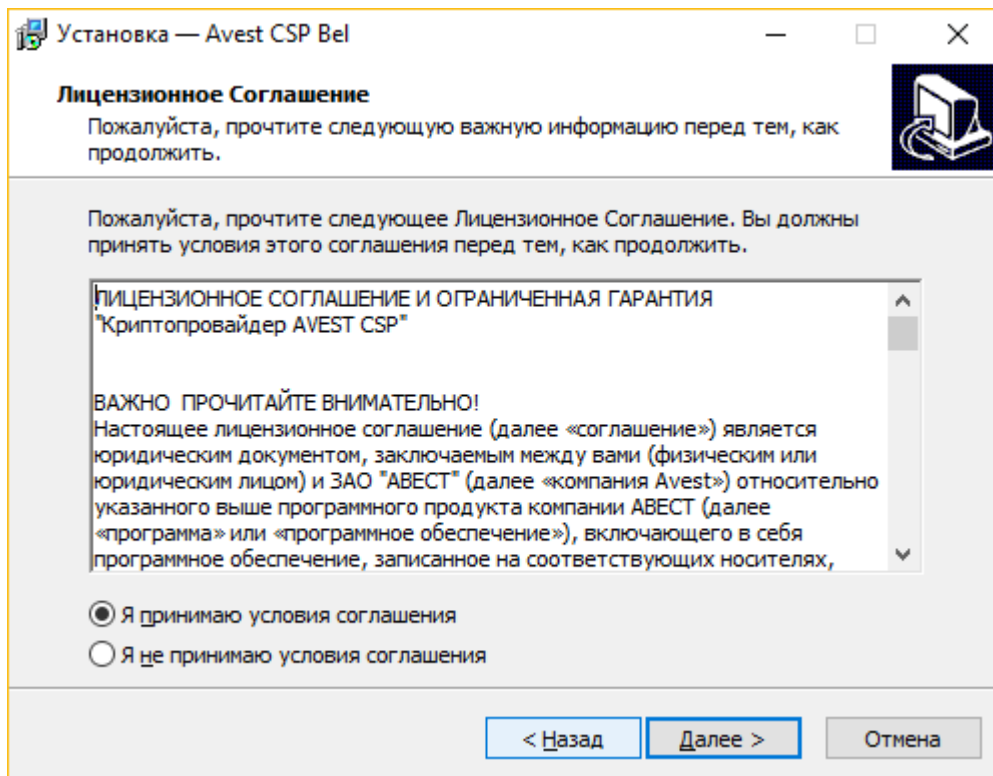 Установка — Avest CSP Bel
Лицензионное Соглашение
Пожалуйста, прочтите следующую важную информацию перед тем, как
продолжить.
Пожалуйста, прочтите следующее Лицензионное Соглашение. Вы должны
принять условия этого соглашения перед тем, как продолжить.
ЛИЦЕНЗИОННОЕ СОГЛАШЕНИЕ И ОГРАНИЧЕННАЯ ГАРАНТИЯ
"Криптопровайдер AVEST CSP"
ВАЖНО  ПРОЧИТАЙТЕ ВНИМАТЕЛЬНО!
Настоящее лицензионное соглашение (далее «соглашение») является
юридическим документом, заключаемым между вами (физическим или
юридическим лицом) и ЗАО "АВЕСТ" (далее «компания Avest») относительно
указанного выше программного продукта компании АВЕСТ (далее
«программа» или «программное обеспечение»), включающего в себя
программное обеспечение, записанное на соответствующих носителях,
Я принимаю условия соглашения
Я не принимаю условия соглашения
< Назад
Далее >
Отмена